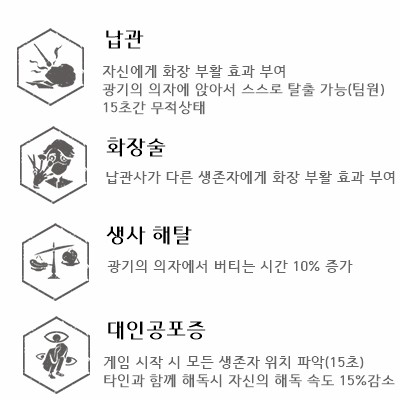 납관
자신에게 화장 부활 효과 부여
광기의 의자에 앉아서 스스로 탈출 가능(팀원)
15초간 무적상태
화장술
납관사가 다른 생존자에게 화장 부활 효과 부여
생사 해탈
광기의 의자에서 버티는 시간 10% 증가
대인공포증
게임 시작 시 모든 생존자 위치 파악(15초)
타인과 함께 해독시 자신의 해독 속도 15%감소